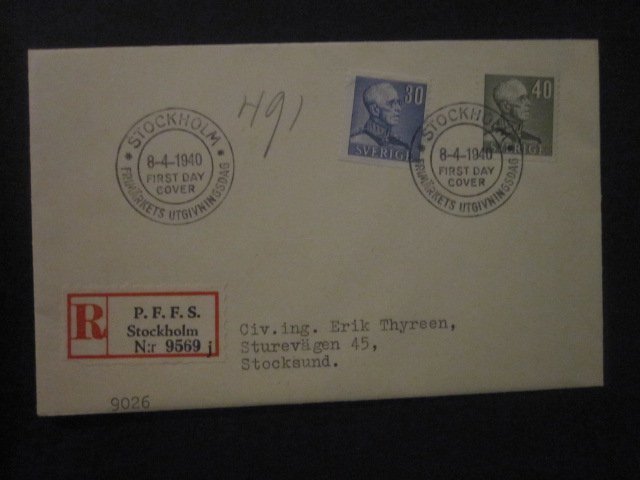 491
30
SVERIGE
40
SVERIGE
STOCKHOLM
8-4-1940
FIRST DAY
COVER
FRIMÄRKETS UTGIVNINGSDAG
STOCKHOLM
8-4-1940
FIRST DAY
COVER
FRIMÄRKETS UTGIVNINGSDAG
R
P. F. F. S.
Stockholm
N:r 9569 j
Civ.ing. Erik Thyreen,
Sturevägen 45,
Stocksund.
9026